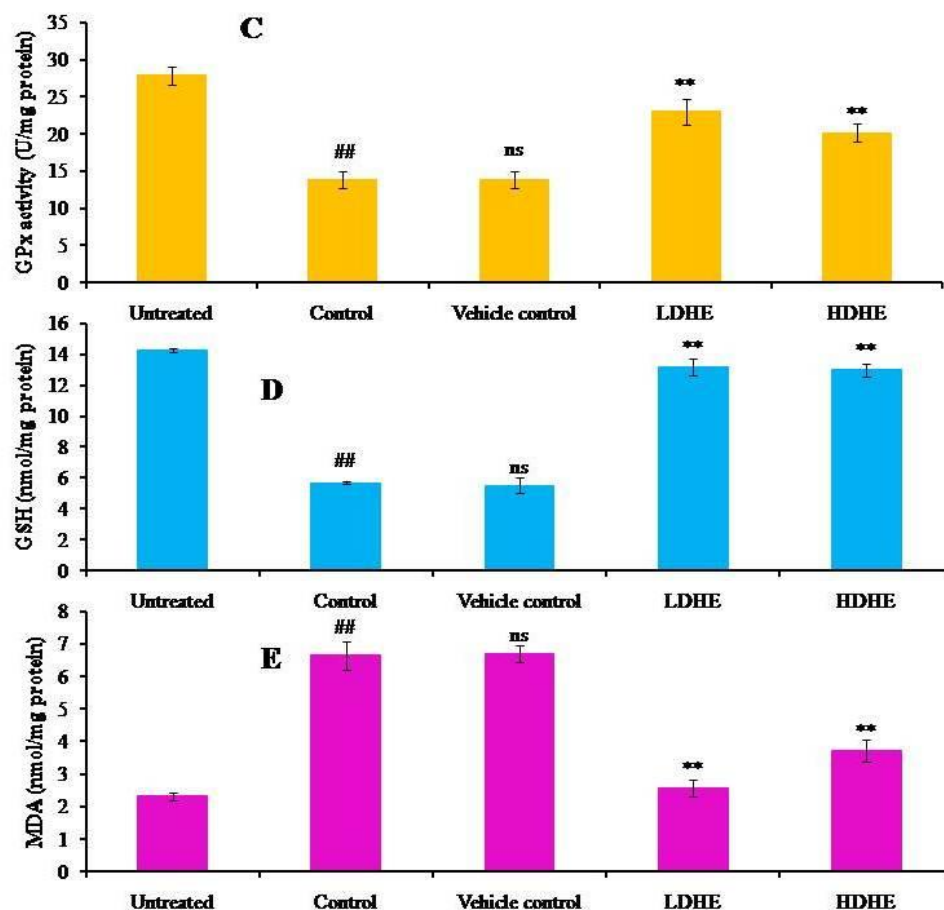 C
GPx activity (U/mg protein)
35
30
25
20
15
10
5
0
## ns ** **
Untreated Control Vehicle control LDHE HDHE
D
GSH (nmol/mg protein)
16
14
12
10
8
6
4
2
0
## ns ** **
Untreated Control Vehicle control LDHE HDHE
E
MDA (nmol/mg protein)
8
7
6
5
4
3
2
1
0
## ns ** **
Untreated Control Vehicle control LDHE HDHE